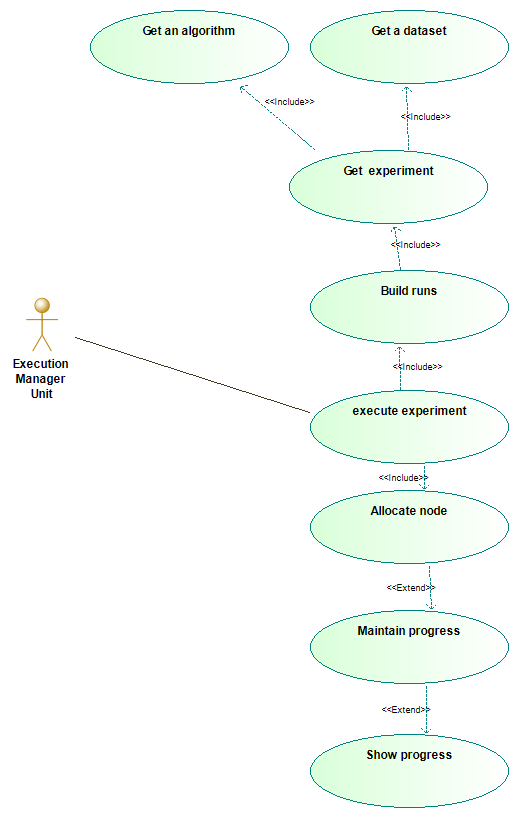 Get an algorithm
Get a dataset
<<Include>>
<<Include>>
Get experiment
<<Include>>
Build runs
<<Include>>
Execution
Manager
Unit
execute experiment
<<Include>>
Allocate node
<<Extend>>
Maintain progress
<<Extend>>
Show progress